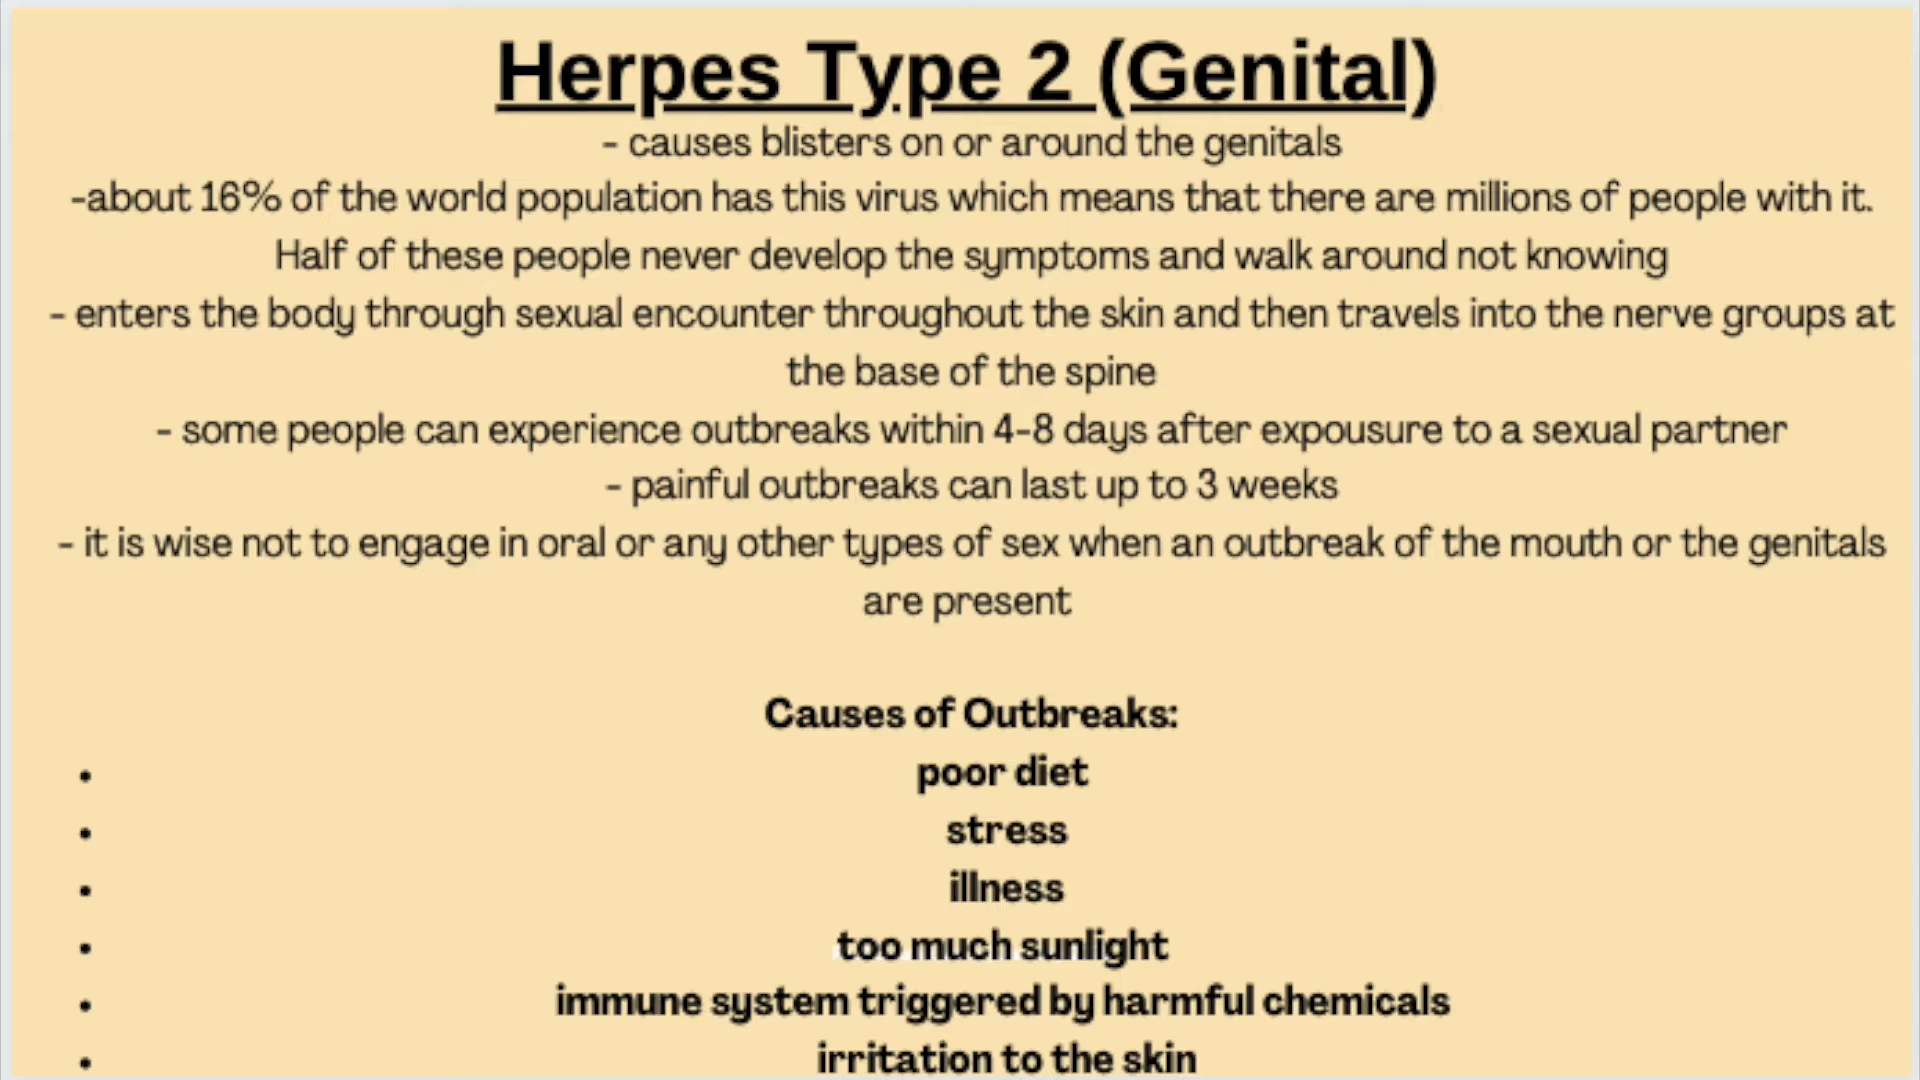 Herpes Type 2 (Genital)
- causes blisters on or around the genitals
-about 16% of the world population has this virus which means that there are millions of people with it.
Half of these people never develop the symptoms and walk around not knowing
- enters the body through sexual encounter throughout the skin and then travels into the nerve groups at
the base of the spine
- some people can experience outbreaks within 4-8 days after expousure to a sexual partner
- painful outbreaks can last up to 3 weeks
- it is wise not to engage in oral or any other types of sex when an outbreak of the mouth or the genitals
are present
Causes of Outbreaks:
• poor diet
• stress
• illness
• too much sunlight
• immune system triggered by harmful chemicals
• irritation to the skin